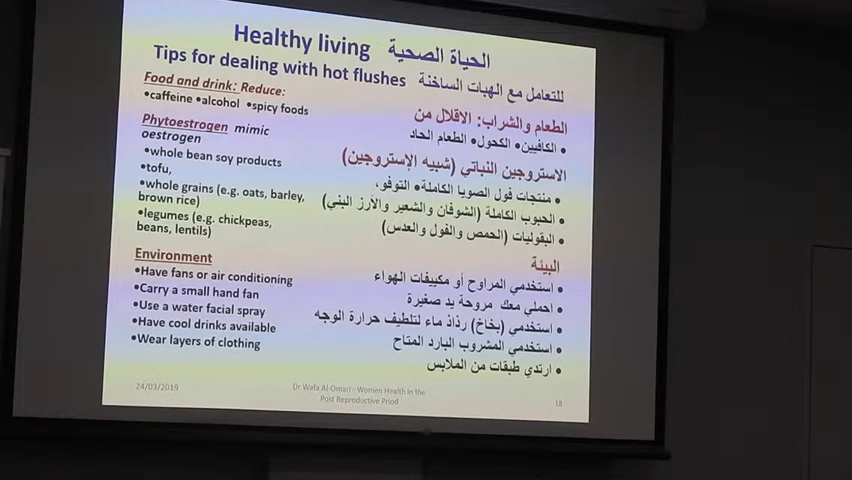 Healthy living الحياة الصحية
Tips for dealing with hot flushes للتعامل مع الهبات الساخنة
Food and drink: Reduce:
•caffeine •alcohol •spicy foods
Phytoestrogen mimic
oestrogen
•whole bean soy products
•tofu,
•whole grains (e.g. oats, barley,
brown rice)
•legumes (e.g. chickpeas,
beans, lentils)
Environment
•Have fans or air conditioning
•Carry a small hand fan
•Use a water facial spray
•Have cool drinks available
•Wear layers of clothing
الطعام والشراب: الاقلال من
• الكافيين• الكحول• الطعام الحاد
الاستروجين النباتي (شبيه الإستروجين)
• منتجات فول الصويا الكاملة• التوفو،
• الحبوب الكاملة (الشوفان والشعير والأرز البني)
• البقوليات (الحمص والفول والعدس)
البيئة
• استخدمي المراوح أو مكييفات الهواء
• احملي معك مروحة يد صغيرة
• استخدمي (بخاخ) رذاذ ماء لتلطيف حرارة الوجه
• استخدمي المشروب البارد المتاح
• ارتدي طبقات من الملابس
24/03/2019
Dr Wafa Al-Omari - Women Health in the
Post Reproductive Priod
18